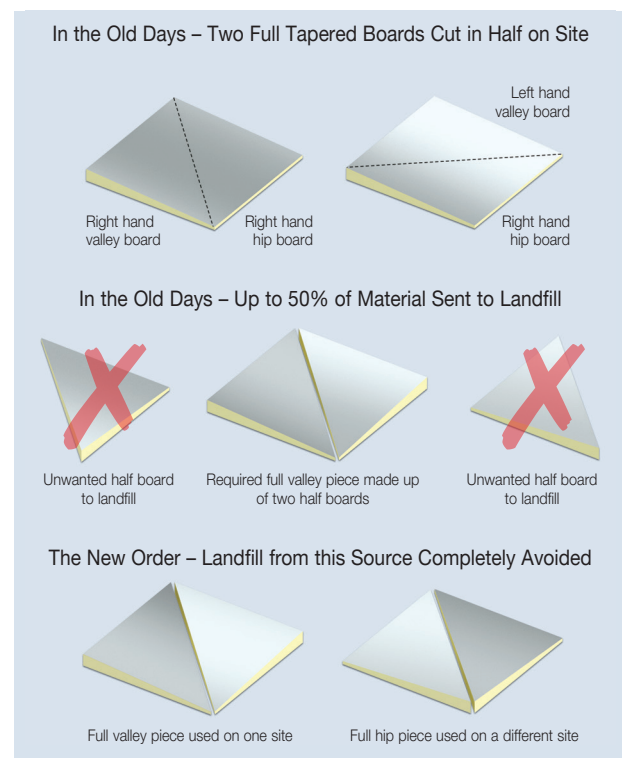 In the Old Days – Two Full Tapered Boards Cut in Half on Site
Left hand
valley board
Right hand
valley board
Right hand
hip board
Right hand
hip board
In the Old Days – Up to 50% of Material Sent to Landfill
Unwanted half board
to landfill
Required full valley piece made up
of two half boards
Unwanted half board
to landfill
The New Order – Landfill from this Source Completely Avoided
Full valley piece used on one site
Full hip piece used on a different site